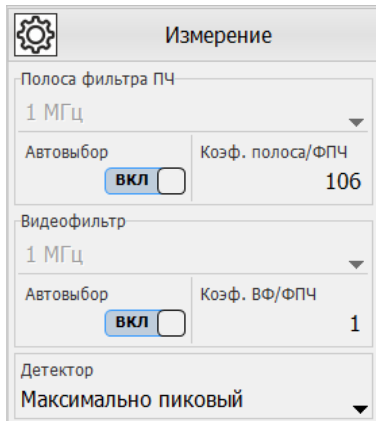 Измерение
Полоса фильтра ПЧ
1 МГц
Автовыбор
Коэф. полоса/ФПЧ
ВКЛ
106
Видеофильтр
1 МГц
Автовыбор
Коэф. ВФ/ФПЧ
ВКЛ
1
Детектор
Максимально пиковый